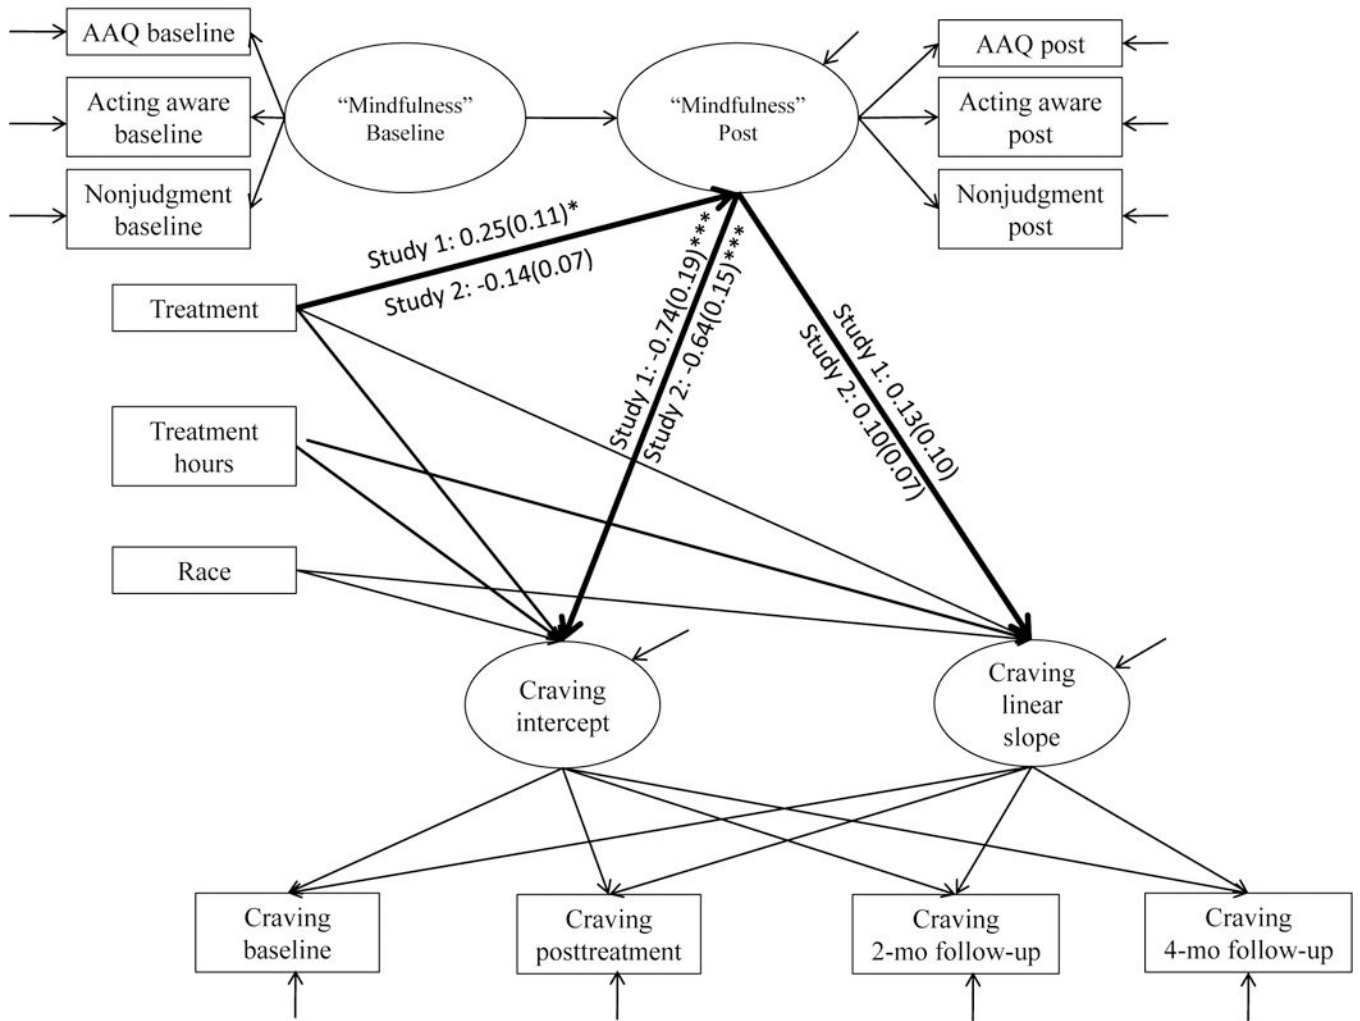 AAQ baseline
Acting aware
baseline
Nonjudgment
baseline
“Mindfulness”
Baseline
“Mindfulness”
Post
AAQ post
Acting aware
post
Nonjudgment
post
Study 1: 0.25(0.11)*
Study 2: -0.14(0.07)
Study 1: -0.74(0.19)***
Study 2: -0.64(0.15)***
Study 1: 0.13(0.10)
Study 2: 0.10(0.07)
Treatment
Treatment
hours
Race
Craving
intercept
Craving
linear
slope
Craving
baseline
Craving
posttreatment
Craving
2-mo follow-up
Craving
4-mo follow-up